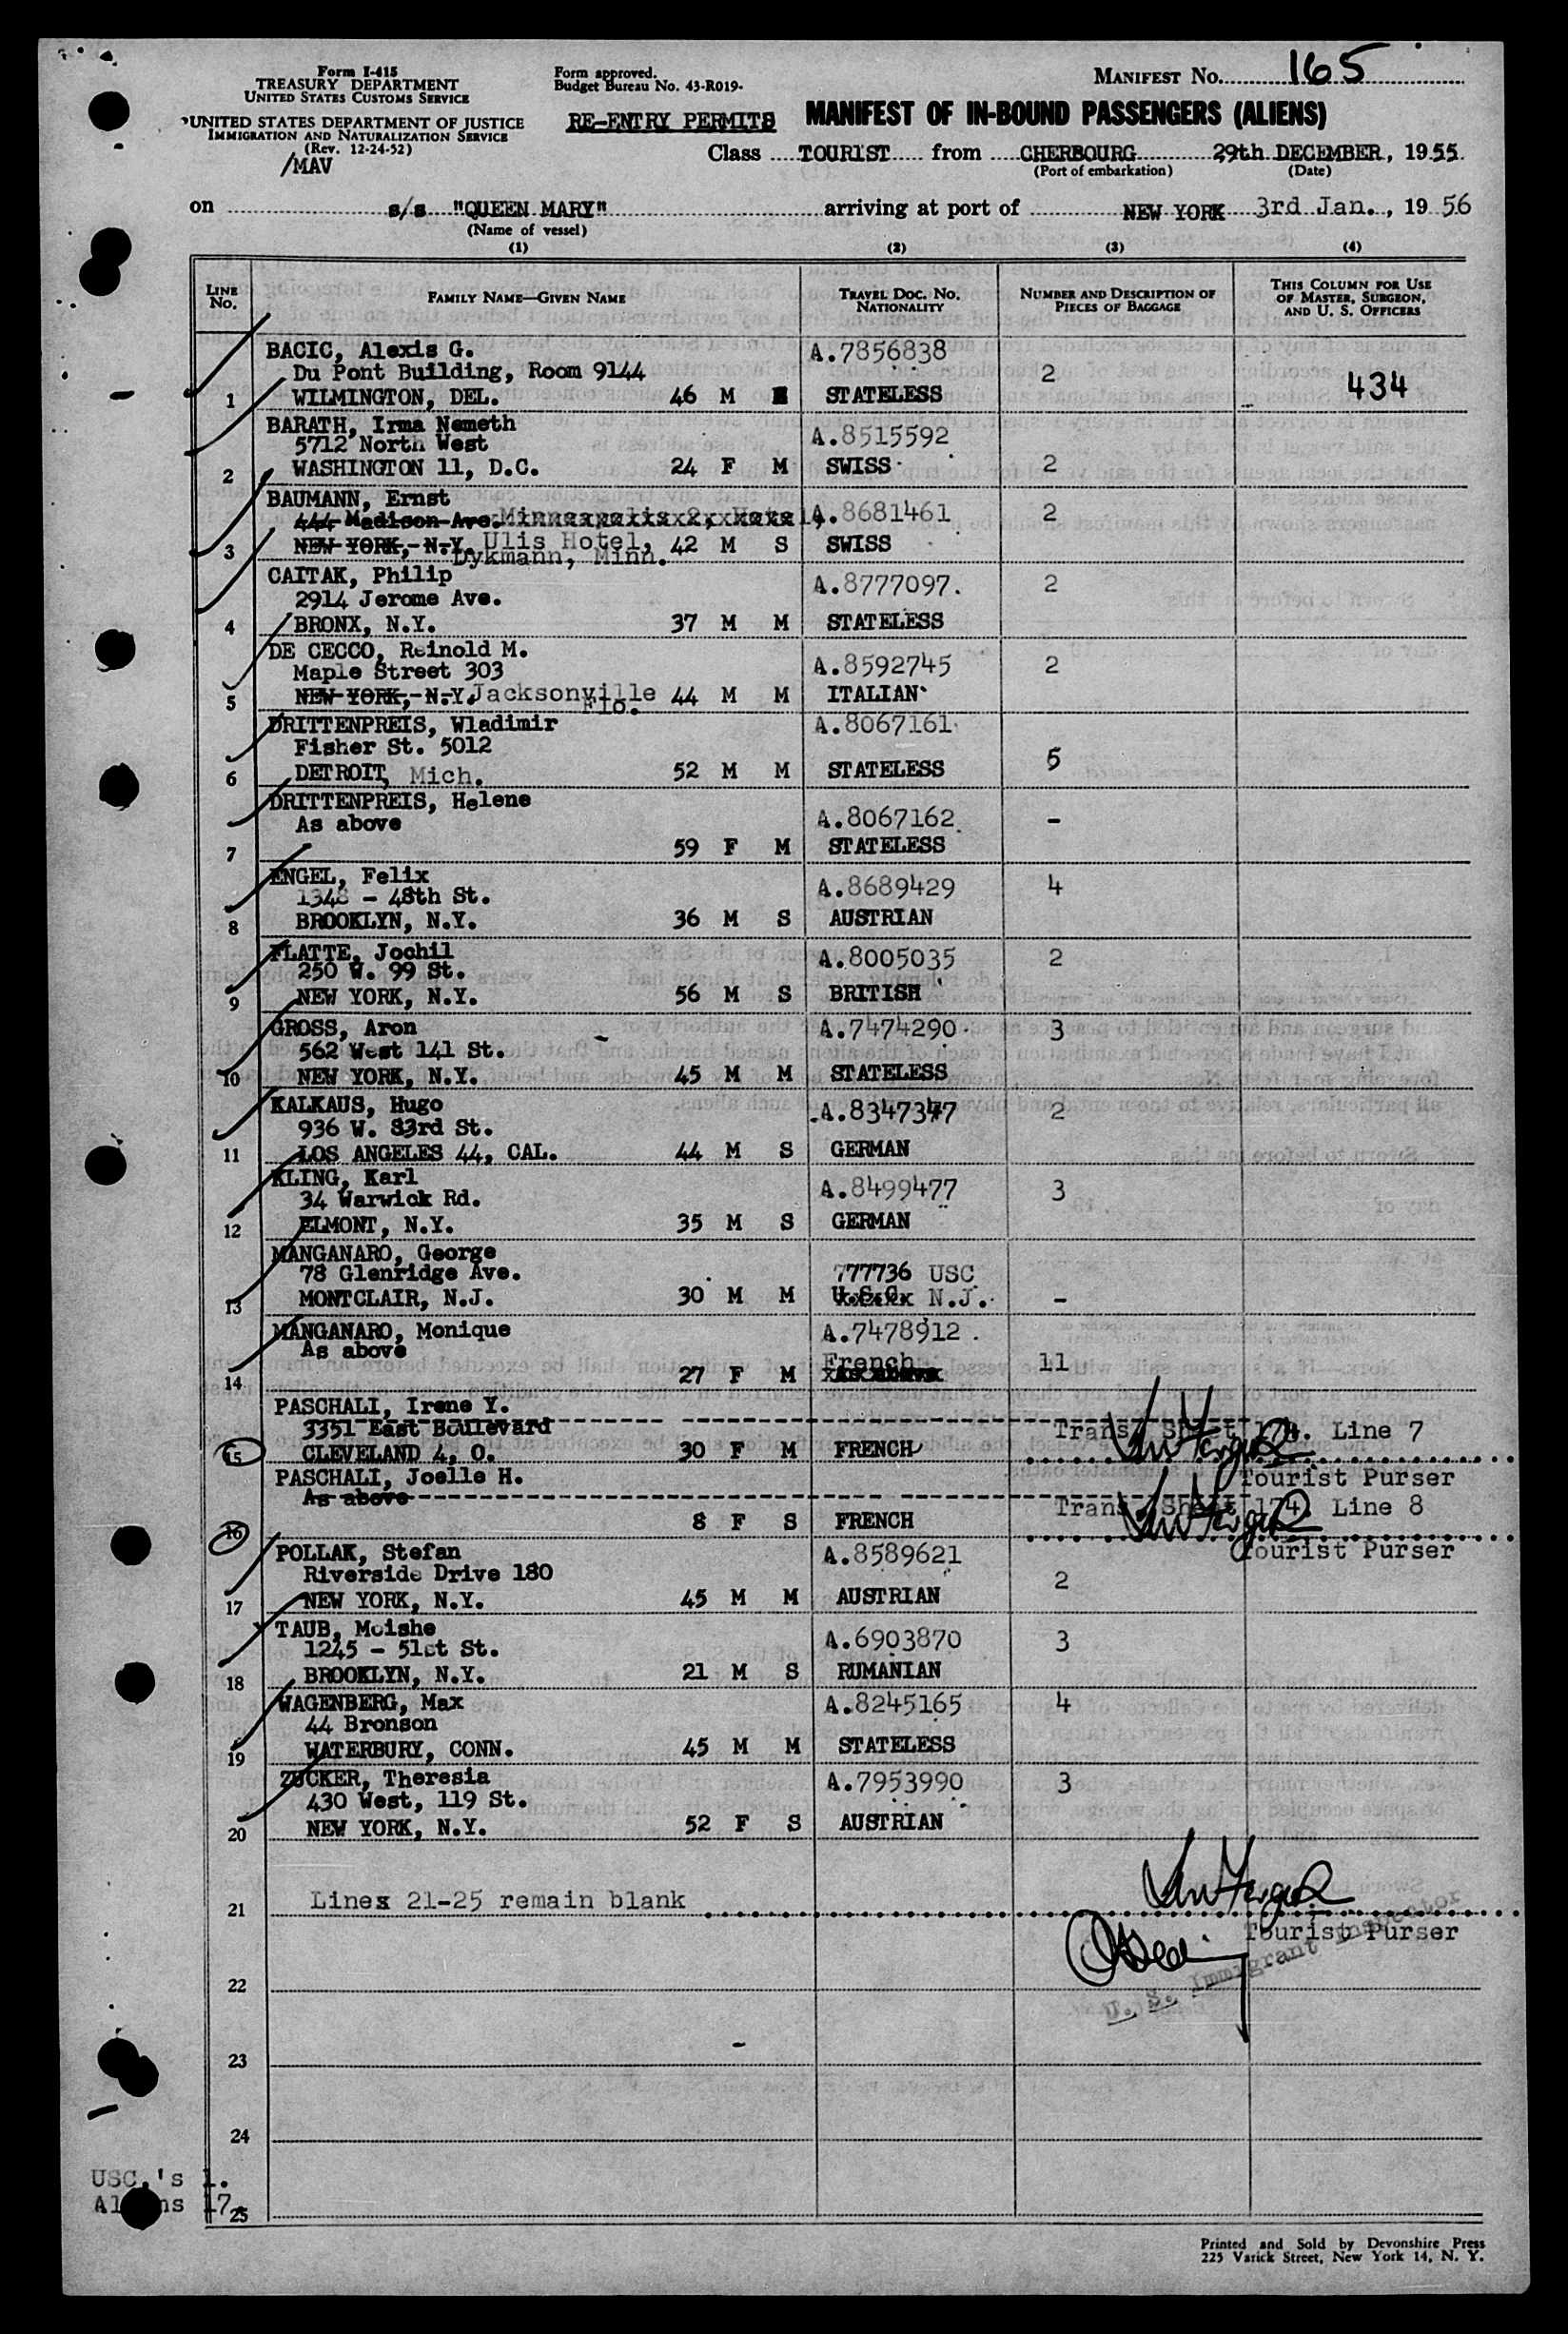 Form I-415
TREASURY DEPARTMENT
UNITED STATES CUSTOMS SERVICE
UNITED STATES DEPARTMENT OF JUSTICE
IMMIGRATION AND NATURALIZATION SERVICE
(Rev. 12-24-52)
/MAV
Form approved.
Budget Bureau No. 43-R019-
RE-ENTRY PERMITS
MANIFEST NO. 165
MANIFEST OF IN-BOUND PASSENGERS (ALIENS)
Class TOURIST from CHERBOURG 29th DECEMBER, 1955
(Port of embarkation) (Date)
on s/s "QUEEN MARY" arriving at port of NEW YORK 3rd Jan., 1956
(Name of vessel)
(1) (2) (3) (4)
LINE NO.
FAMILY NAME—GIVEN NAME
TRAVEL DOC. NO.
NATIONALITY
NUMBER AND DESCRIPTION OF
PIECES OF BAGGAGE
THIS COLUMN FOR USE
OF MASTER, SURGEON,
AND U. S. OFFICERS
BACIC, Alexis G. A.7856838
Du Pont Building, Room 9144 2 434
1 WILMINGTON, DEL. 46 M STATELESS
BARATH, Irma Nemeth
5712 North West A.8515592
2 WASHINGTON 11, D.C. 24 F M SWISS 2
BAUMANN, Ernst
444 Madison Ave. Minneapolis 2, Hotel, A.8681461 2
3 NEW YORK, N.Y. Ulis Hotel, 42 M S SWISS
Dykmann, Minn.
CAITAK, Philip A.8777097. 2
2914 Jerome Ave.
4 BRONX, N.Y. 37 M M STATELESS
DE CECCO, Reinold M.
Maple Street 303 A.8592745 2
5 NEW YORK, N.Y. Jacksonville 44 M M ITALIAN
Flo.
DRITTENPREIS, Wladimir A.8067161
Fisher St. 5012 5
6 DETROIT, Mich. 52 M M STATELESS
DRITTENPREIS, Helene
As above A.8067162 -
7 59 F M STATELESS
ENGEL, Felix A.8689429 4
1348 - 48th St.
8 BROOKLYN, N.Y. 36 M S AUSTRIAN
FLATTE, Jochil A.8005035 2
250 W. 99 St.
9 NEW YORK, N.Y. 56 M S BRITISH
GROSS, Aron A.7474290 3
562 West 141 St.
10 NEW YORK, N.Y. 45 M M STATELESS
KALKAUS, Hugo A.8347347 2
936 W. 83rd St.
11 LOS ANGELES 44, CAL. 44 M S GERMAN
KLING, Karl A.8499477 3
34 Warwick Rd.
12 ELMONT, N.Y. 35 M S GERMAN
MANGANARO, George
78 Glenridge Ave. 777736 USC
13 MONTCLAIR, N.J. 30 M M U.S.C. N.J. -
MANGANARO, Monique A.7478912.
As above French 11
14 27 F M As above
PASCHALI, Irene Y.
3351 East Boulevard Trans. Sheet 174. Line 7
15 CLEVELAND 4, O. 30 F M FRENCH
Tourist Purser
PASCHALI, Joelle H.
As above Trans. Sheet 174. Line 8
16 8 F S FRENCH
Tourist Purser
POLLAK, Stefan A.8589621
Riverside Drive 180 2
17 NEW YORK, N.Y. 45 M M AUSTRIAN
TAUB, Moishe A.6903870 3
1245 - 51st St.
18 BROOKLYN, N.Y. 21 M S RUMANIAN
WAGENBERG, Max A.8245165 4
44 Bronson
19 WATERBURY, CONN. 45 M M STATELESS
ZUCKER, Theresia A.7953990 3
430 West, 119 St.
20 NEW YORK, N.Y. 52 F S AUSTRIAN
21 Lines 21-25 remain blank
Tourist Purser
U. S. Immigrant Inspector
22
23
24
USC.'s 1.
Aliens 17.
25
Printed and Sold by Devonshire Press
225 Varick Street, New York 14, N. Y.